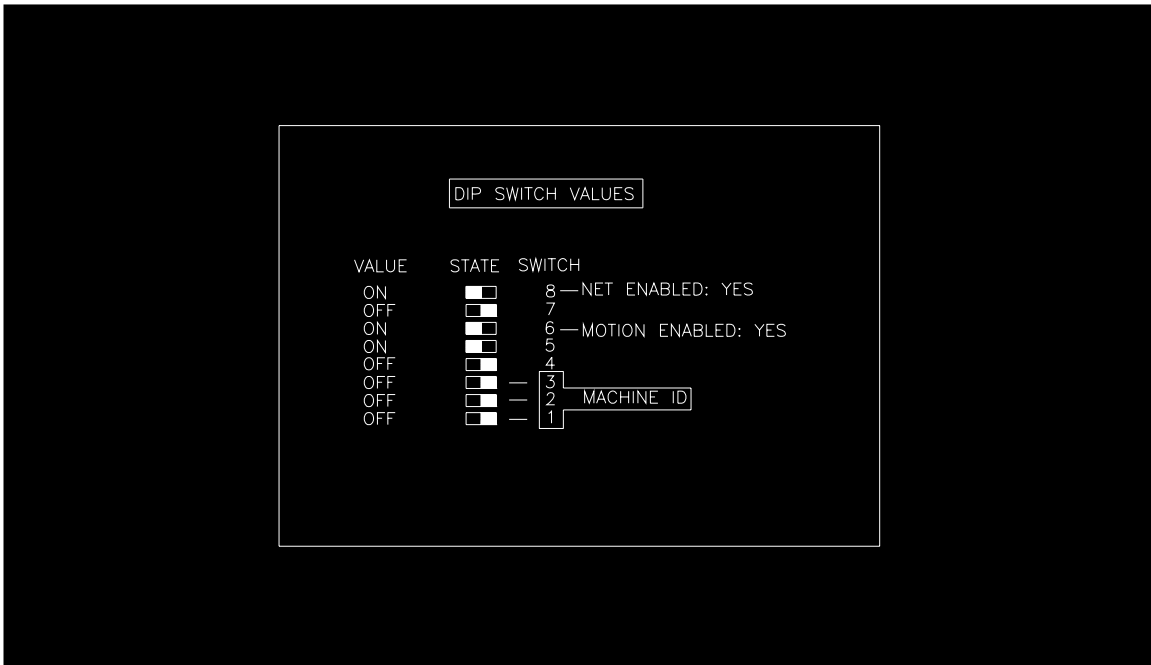 DIP SWITCH VALUES
VALUE STATE SWITCH
ON 8 NET ENABLED: YES
OFF 7
ON 6 MOTION ENABLED: YES
ON 5
OFF 4
OFF 3
OFF 2 MACHINE ID
OFF 1